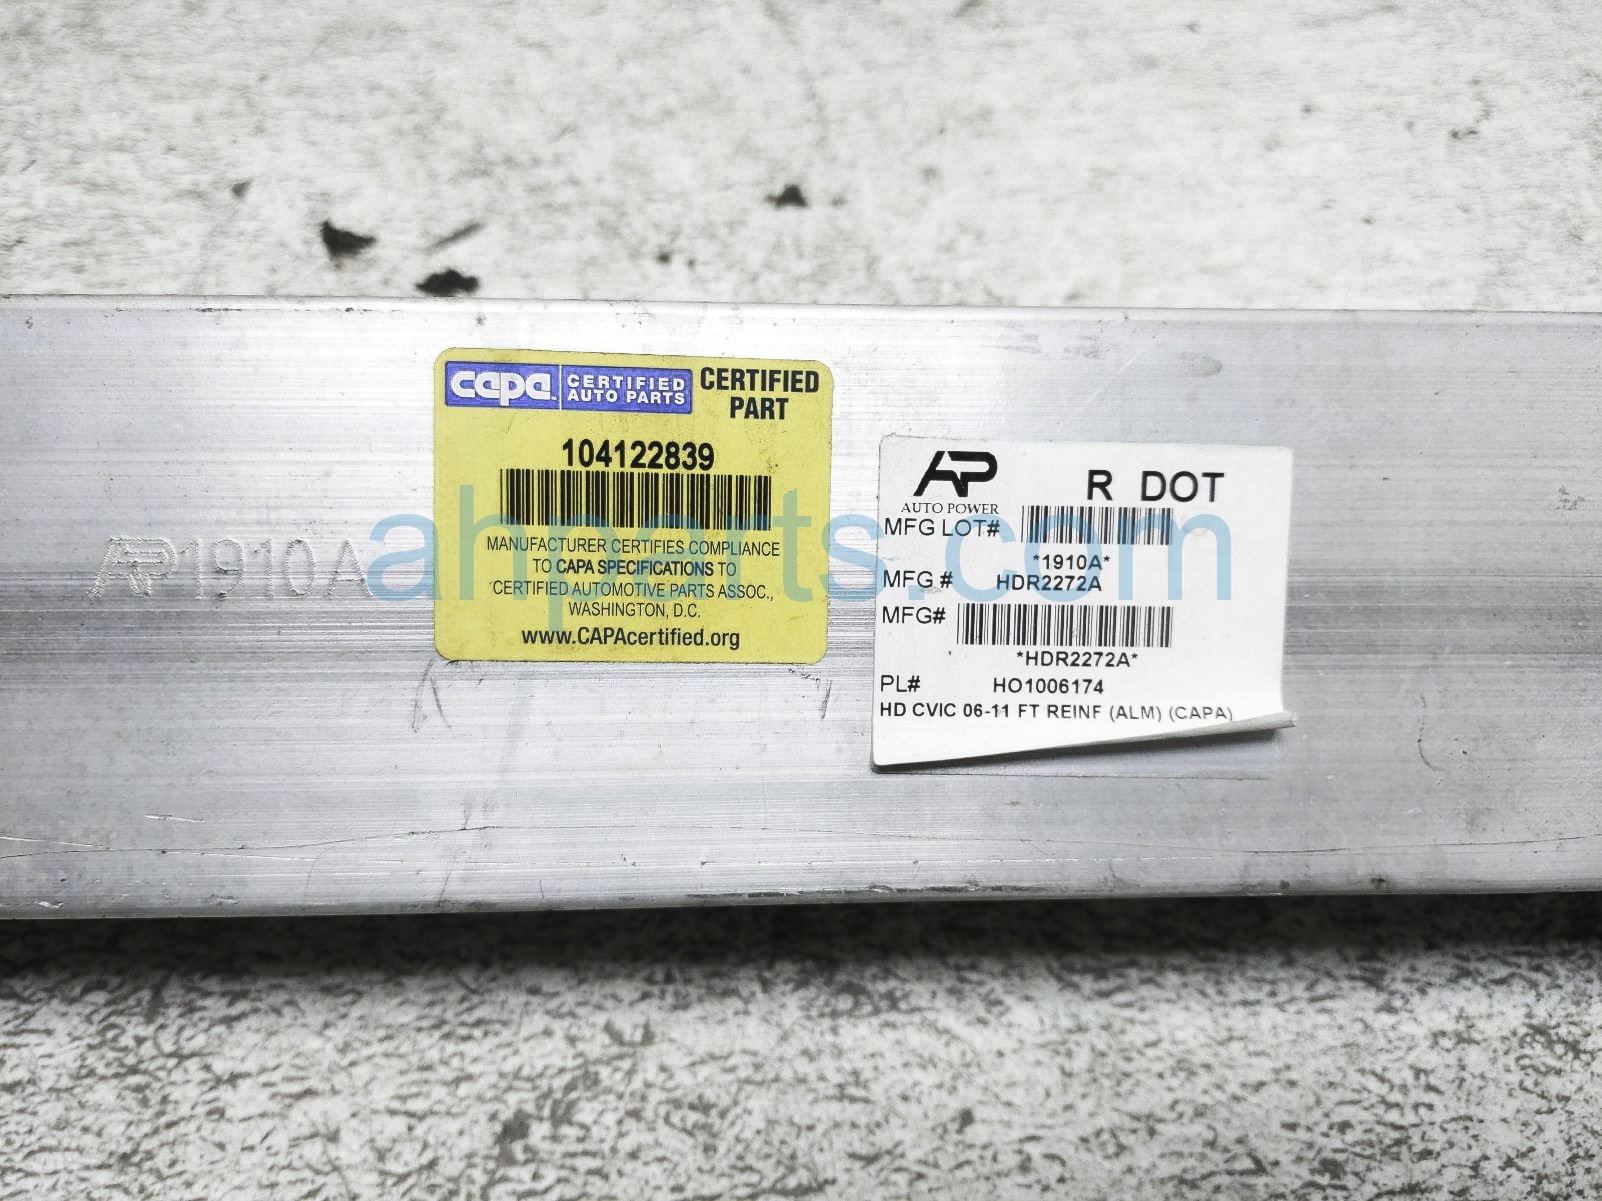 capa CERTIFIED AUTO PARTS
CERTIFIED PART
104122839
MANUFACTURER CERTIFIES COMPLIANCE
TO CAPA SPECIFICATIONS TO
CERTIFIED AUTOMOTIVE PARTS ASSOC.,
WASHINGTON, D.C.
www.CAPAcertified.org
AP1910A
AP
AUTO POWER
R DOT
MFG LOT#
*1910A*
MFG # HDR2272A
MFG#
*HDR2272A*
PL# HO1006174
HD CVIC 06-11 FT REINF (ALM) (CAPA)
ahparts.com